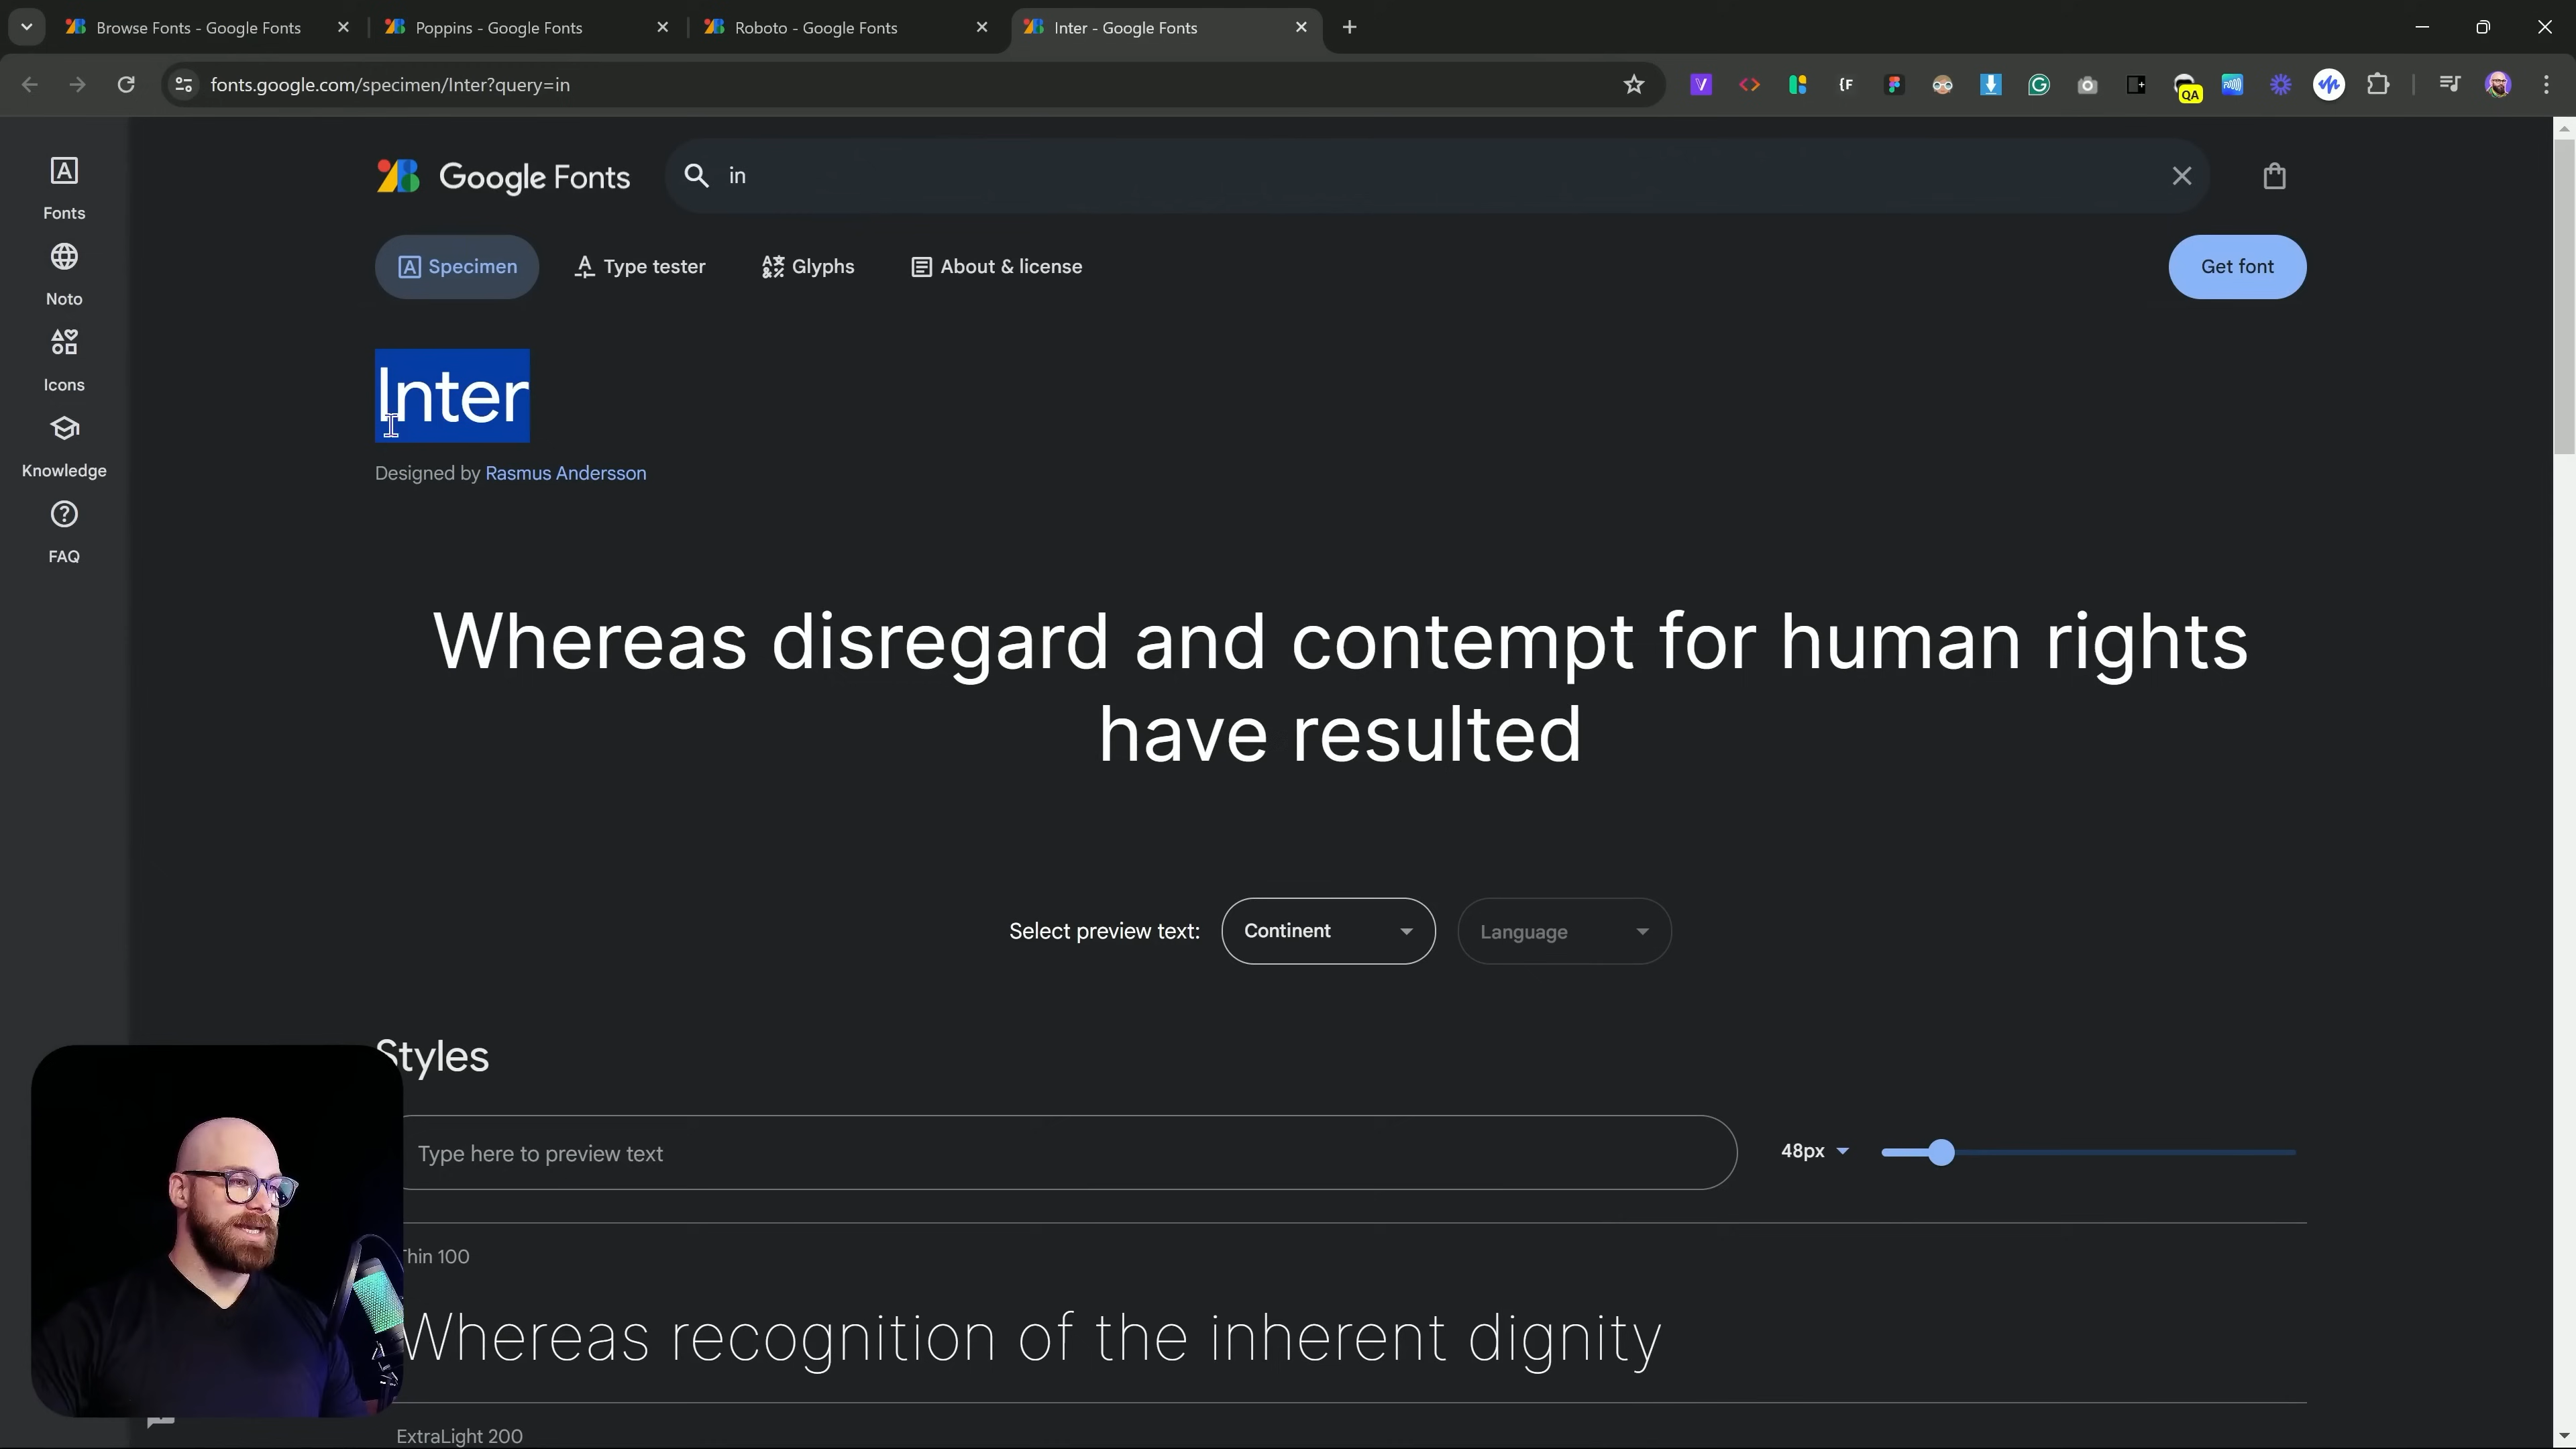 Browse Fonts - Google Fonts
Poppins - Google Fonts
Roboto - Google Fonts
Inter - Google Fonts
fonts.google.com/specimen/Inter?query=in
QA
Fonts
Noto
Icons
Knowledge
FAQ
Google Fonts
in
Specimen
Type tester
Glyphs
About & license
Get font
Inter
Designed by Rasmus Andersson
Whereas disregard and contempt for human rights
have resulted
Select preview text:
Continent
Language
Styles
Type here to preview text
48px
Thin 100
Whereas recognition of the inherent dignity
ExtraLight 200